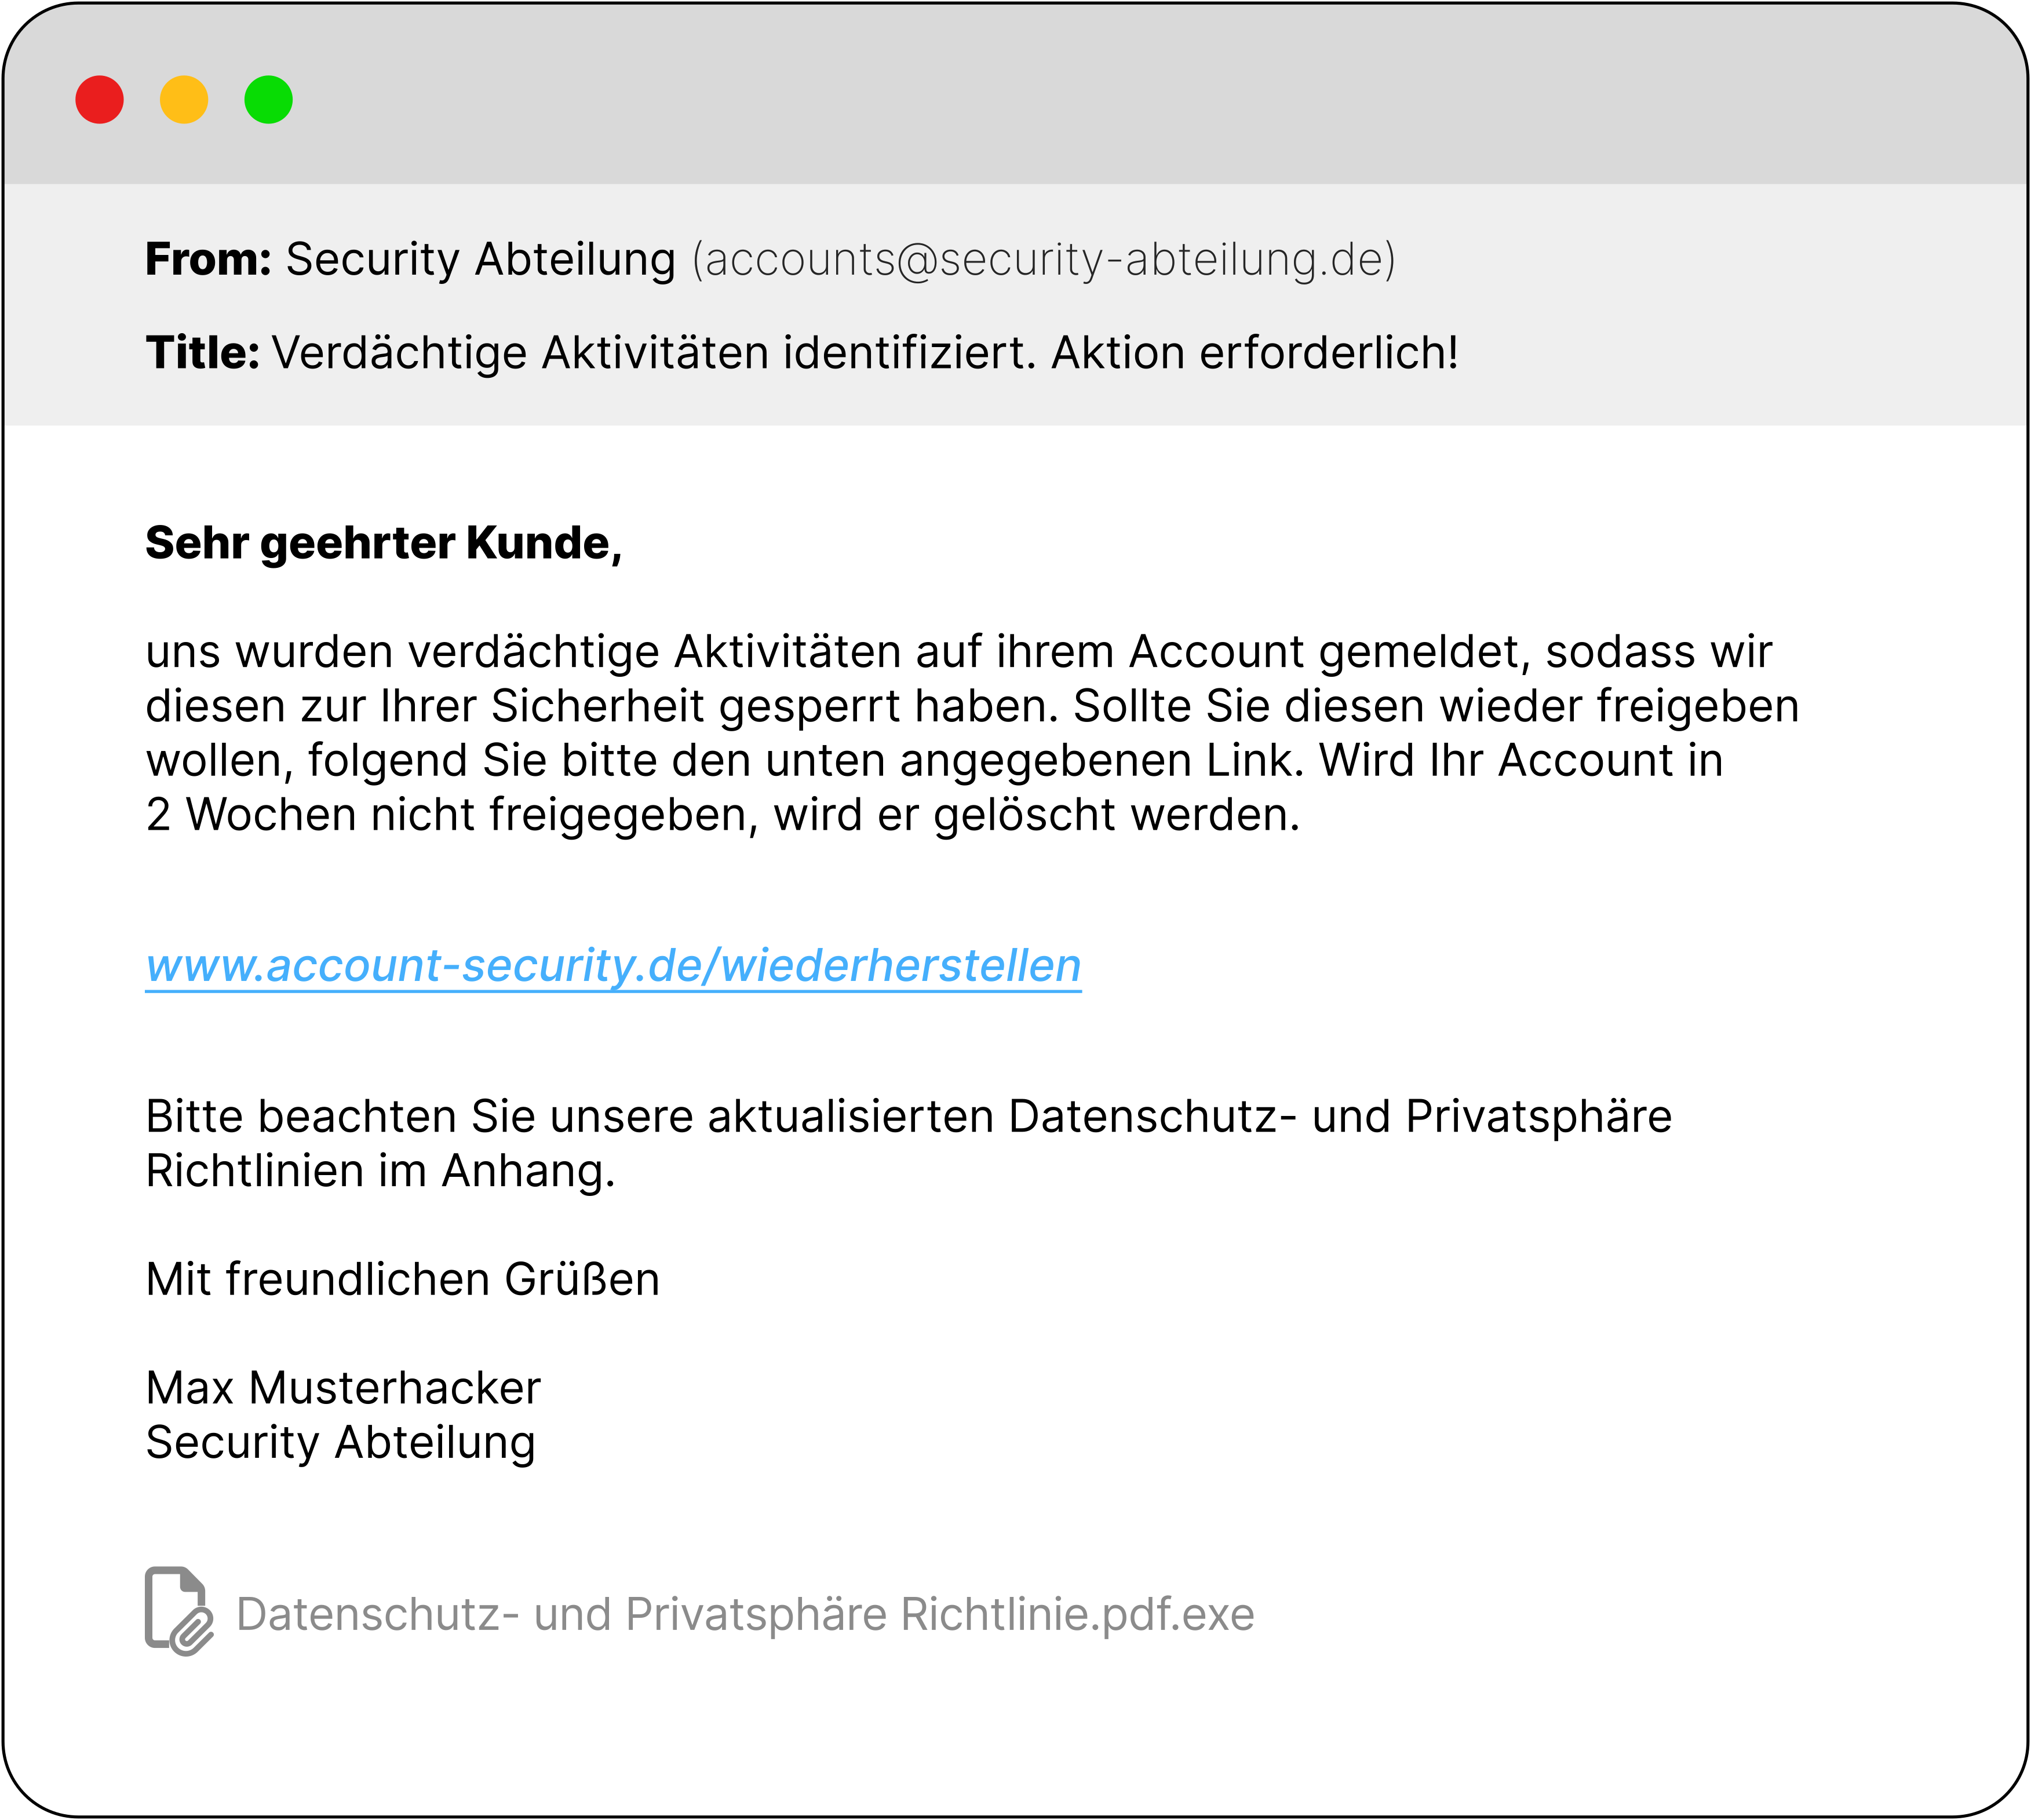 From: Security Abteilung (accounts@security-abteilung.de)
Title: Verdächtige Aktivitäten identifiziert. Aktion erforderlich!
Sehr geehrter Kunde,
uns wurden verdächtige Aktivitäten auf ihrem Account gemeldet, sodass wir
diesen zur Ihrer Sicherheit gesperrt haben. Sollte Sie diesen wieder freigeben
wollen, folgend Sie bitte den unten angegebenen Link. Wird Ihr Account in
2 Wochen nicht freigegeben, wird er gelöscht werden.
www.account-security.de/wiederherstellen
Bitte beachten Sie unsere aktualisierten Datenschutz- und Privatsphäre
Richtlinien im Anhang.
Mit freundlichen Grüßen
Max Musterhacker
Security Abteilung
Datenschutz- und Privatsphäre Richtlinie.pdf.exe